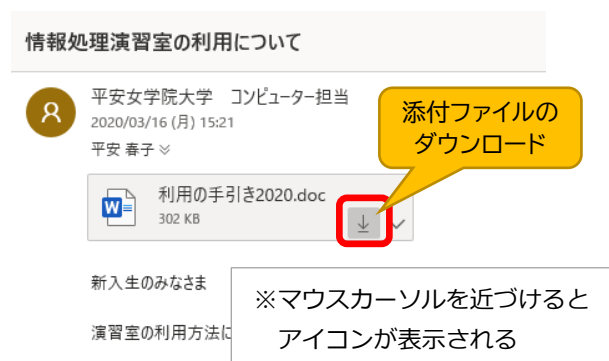 情報処理演習室の利用について
平安女学院大学　コンピューター担当
2020/03/16 (月) 15:21
平安 春子
添付ファイルの
ダウンロード
利用の手引き2020.doc
302 KB
新入生のみなさま
演習室の利用方法に
※マウスカーソルを近づけると
アイコンが表示される